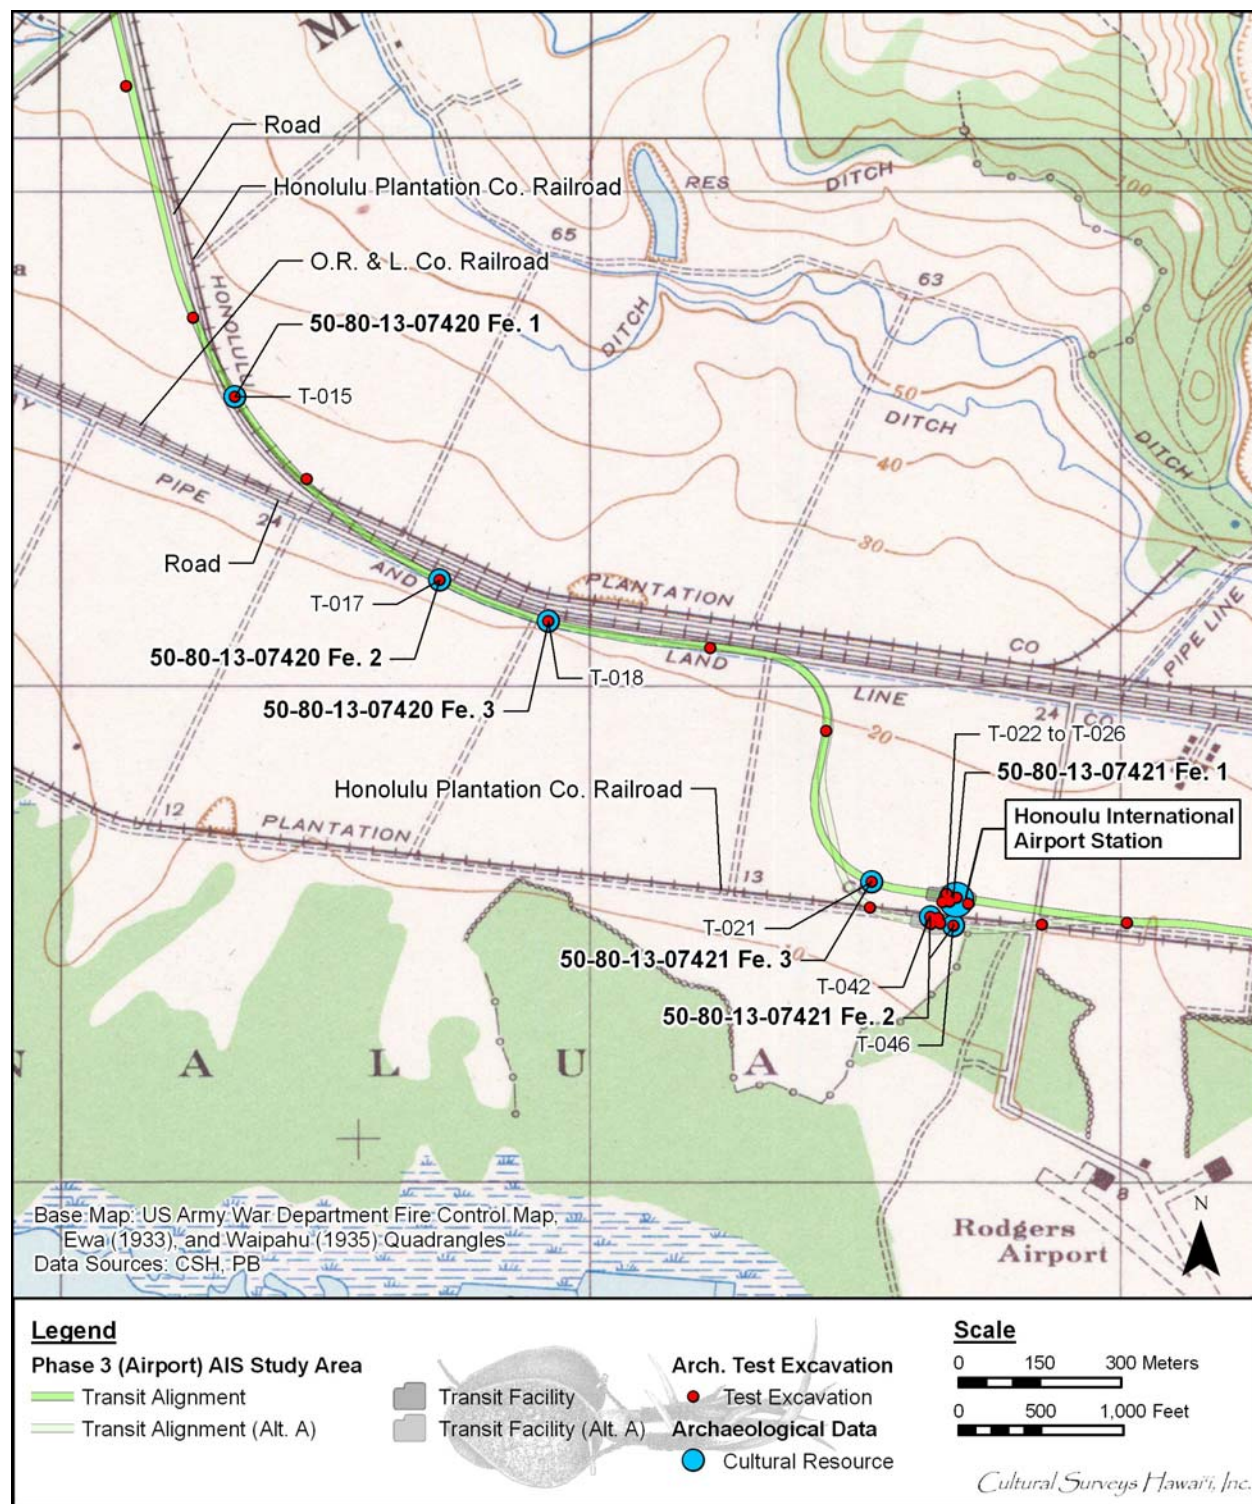 M
Road
Honolulu Plantation Co. Railroad
RES
DITCH
100
65
O.R. & L. Co. Railroad
63
HONOLULU
50-80-13-07420 Fe. 1
DITCH
T-015
50
DITCH
DITCH
40
PIPE
24
30
Road
AND
PLANTATION
T-017
CO
PIPE LINE
50-80-13-07420 Fe. 2
LAND
T-018
LINE
50-80-13-07420 Fe. 3
24
CO
20
T-022 to T-026
50-80-13-07421 Fe. 1
Honolulu Plantation Co. Railroad
12
PLANTATION
Honoulu International
Airport Station
13
T-021
50-80-13-07421 Fe. 3
T-042
50-80-13-07421 Fe. 2
T-046
N A L U A
8
N
Rodgers
Airport
Base Map: US Army War Department Fire Control Map,
Ewa (1933), and Waipahu (1935) Quadrangles
Data Sources: CSH, PB
Legend
Phase 3 (Airport) AIS Study Area
Transit Alignment
Transit Alignment (Alt. A)
Transit Facility
Transit Facility (Alt. A)
Arch. Test Excavation
Test Excavation
Archaeological Data
Cultural Resource
Scale
0 150 300 Meters
0 500 1,000 Feet
Cultural Surveys Hawai'i, Inc.